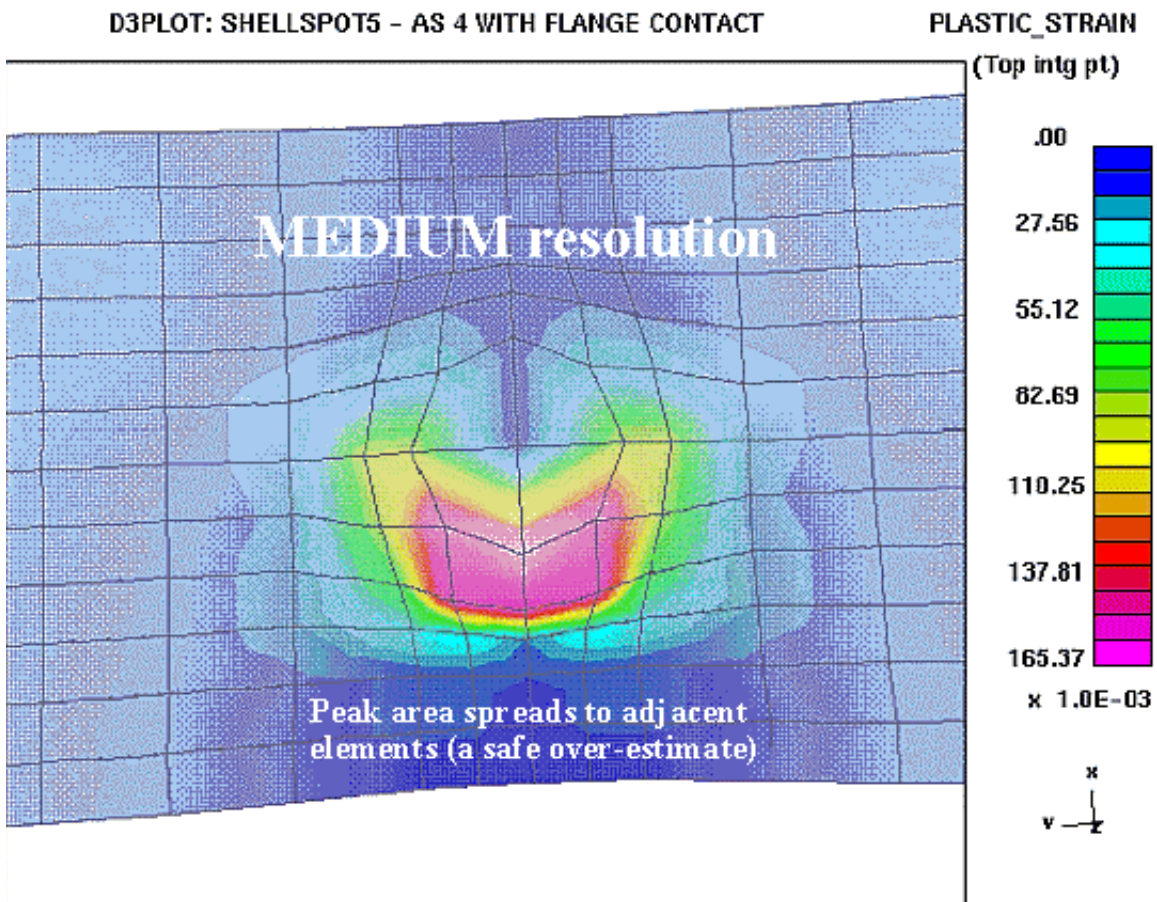 D3PLOT: SHELLSPOT5 - AS 4 WITH FLANGE CONTACT
PLASTIC_STRAIN
(Top intg pt)
.00
27.56
55.12
82.69
110.25
137.81
165.37
x 1.0E-03
MEDIUM resolution
Peak area spreads to adjacent
elements (a safe over-estimate)
X
Y
Z